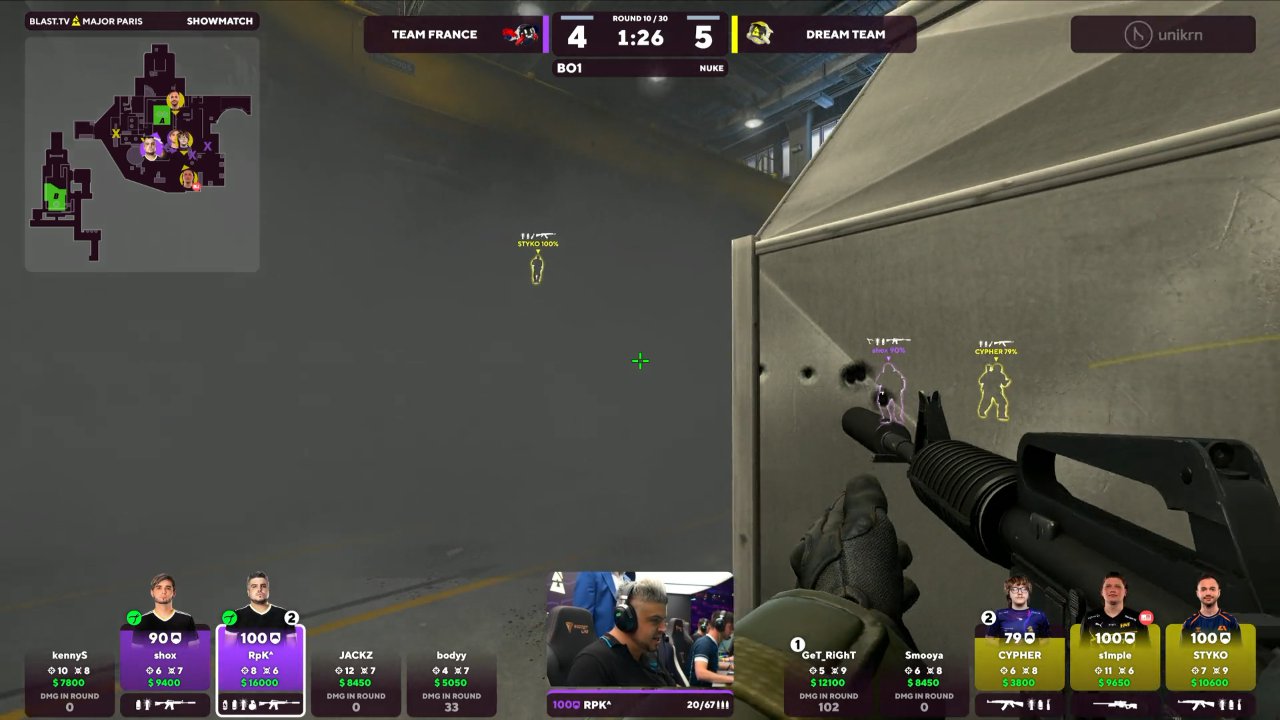 BLAST.TV MAJOR PARIS SHOWMATCH
TEAM FRANCE
4
ROUND 10 / 30
1:26
5
DREAM TEAM
BO1 NUKE
unikrn
X
X
X
STYKO 100%
shox 90%
CYPHER 79%
kennyS
10 8
$ 7800
DMG IN ROUND
0
90
shox
6 7
$ 9400
2
100
RpK^
8 6
$ 16000
JACKZ
12 7
$ 8450
DMG IN ROUND
0
bodyy
4 7
$ 5050
DMG IN ROUND
33
100 RPK^ 20/67
1
GeT_RiGhT
5 9
$ 12100
DMG IN ROUND
102
Smooya
6 8
$ 8450
DMG IN ROUND
0
2
79
CYPHER
6 8
$ 3800
100
s1mple
11 6
$ 9650
100
STYKO
7 9
$ 10600